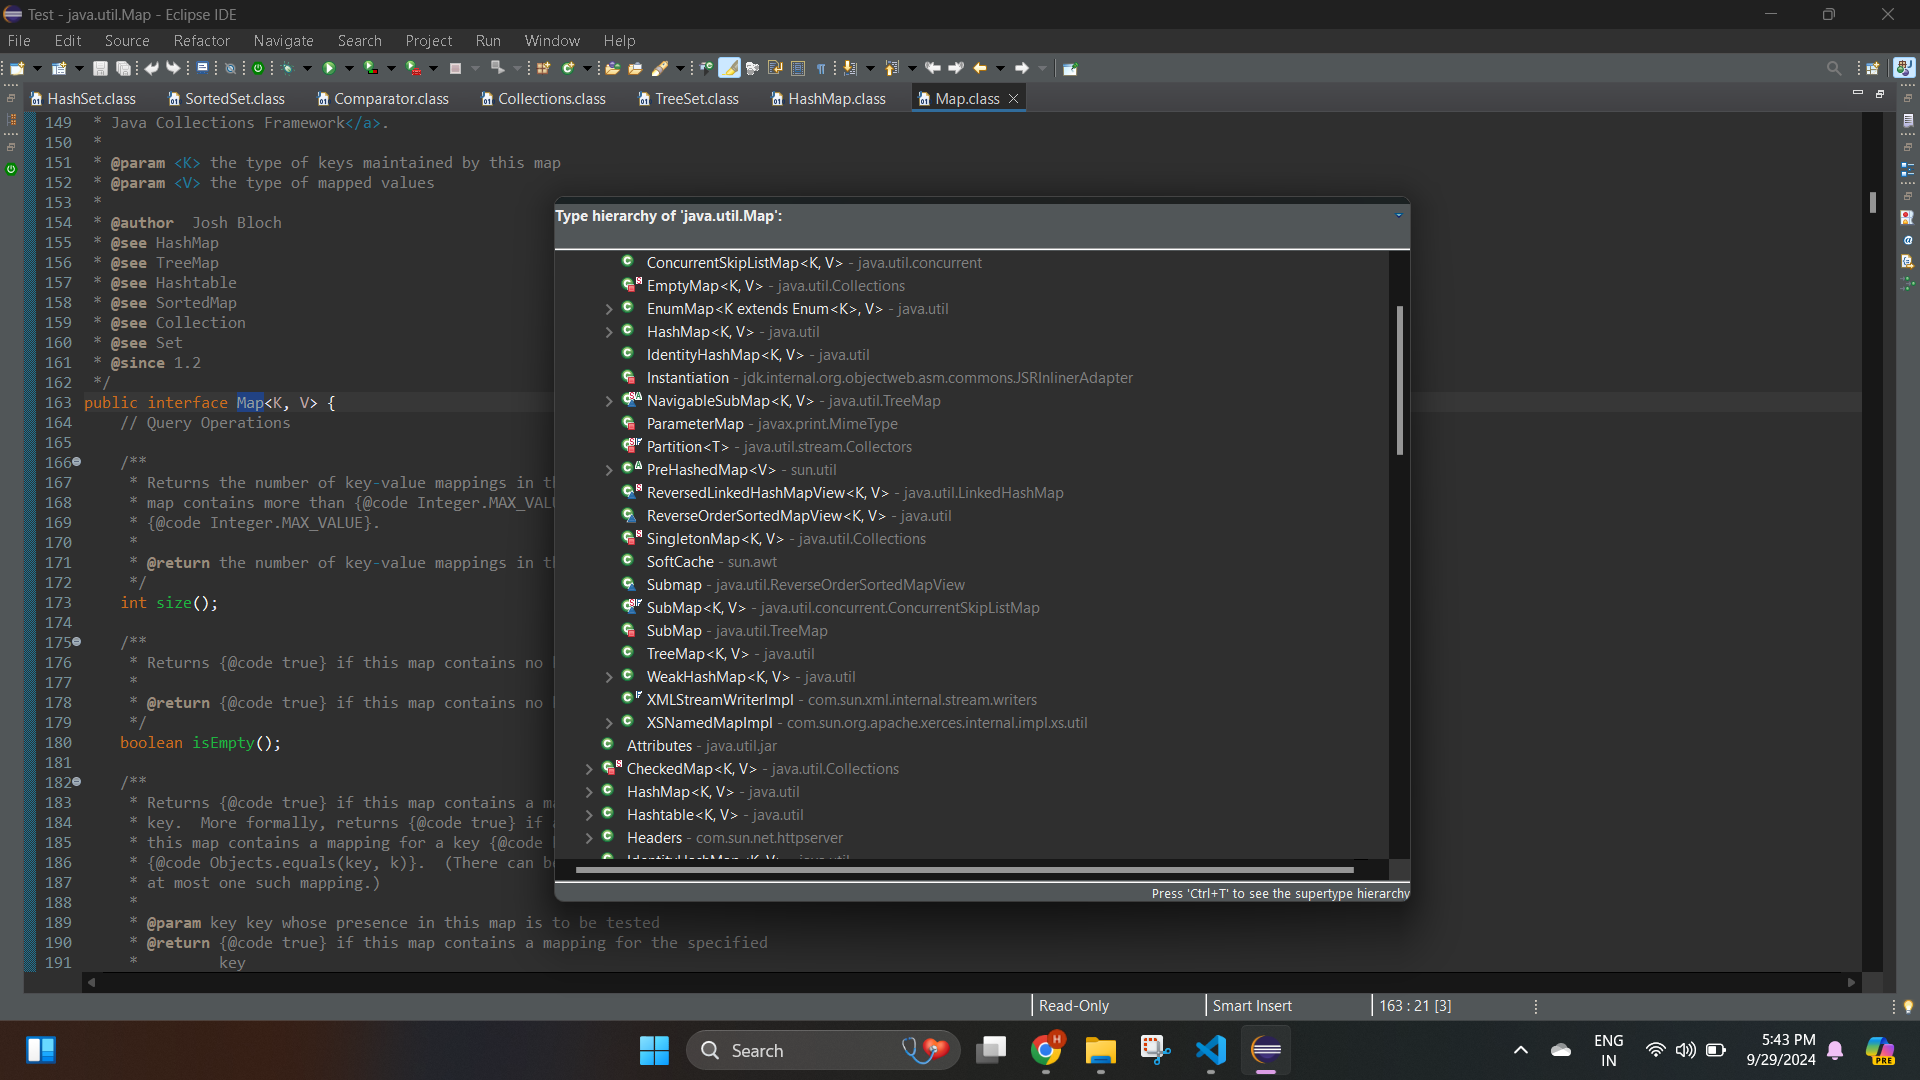 Test - java.util.Map - Eclipse IDE
File Edit Source Refactor Navigate Search Project Run Window Help
HashSet.class SortedSet.class Comparator.class Collections.class TreeSet.class HashMap.class Map.class
149 * Java Collections Framework</a>.
150 *
151 * @param <K> the type of keys maintained by this map
152 * @param <V> the type of mapped values
153 *
154 * @author Josh Bloch
155 * @see HashMap
156 * @see TreeMap
157 * @see Hashtable
158 * @see SortedMap
159 * @see Collection
160 * @see Set
161 * @since 1.2
162 */
163 public interface Map<K, V> {
164 // Query Operations
165
166 /**
167 * Returns the number of key-value mappings in th
168 * map contains more than {@code Integer.MAX_VALU
169 * {@code Integer.MAX_VALUE}.
170 *
171 * @return the number of key-value mappings in th
172 */
173 int size();
174
175 /**
176 * Returns {@code true} if this map contains no
177 *
178 * @return {@code true} if this map contains no
179 */
180 boolean isEmpty();
181
182 /**
183 * Returns {@code true} if this map contains a ma
184 * key. More formally, returns {@code true} if
185 * this map contains a mapping for a key {@code
186 * {@code Objects.equals(key, k)}. (There can b
187 * at most one such mapping.)
188 *
189 * @param key key whose presence in this map is to be tested
190 * @return {@code true} if this map contains a mapping for the specified
191 * key
Type hierarchy of 'java.util.Map':
ConcurrentSkipListMap<K, V> - java.util.concurrent
EmptyMap<K, V> - java.util.Collections
EnumMap<K extends Enum<K>, V> - java.util
HashMap<K, V> - java.util
IdentityHashMap<K, V> - java.util
Instantiation - jdk.internal.org.objectweb.asm.commons.JSRInlinerAdapter
NavigableSubMap<K, V> - java.util.TreeMap
ParameterMap - javax.print.MimeType
Partition<T> - java.util.stream.Collectors
PreHashedMap<V> - sun.util
ReversedLinkedHashMapView<K, V> - java.util.LinkedHashMap
ReverseOrderSortedMapView<K, V> - java.util
SingletonMap<K, V> - java.util.Collections
SoftCache - sun.awt
Submap - java.util.ReverseOrderSortedMapView
SubMap<K, V> - java.util.concurrent.ConcurrentSkipListMap
SubMap - java.util.TreeMap
TreeMap<K, V> - java.util
WeakHashMap<K, V> - java.util
XMLStreamWriterImpl - com.sun.xml.internal.stream.writers
XSNamedMapImpl - com.sun.org.apache.xerces.internal.impl.xs.util
Attributes - java.util.jar
CheckedMap<K, V> - java.util.Collections
HashMap<K, V> - java.util
Hashtable<K, V> - java.util
Headers - com.sun.net.httpserver
IdentityHashMap<K, V> - java.util
Press 'Ctrl+T' to see the supertype hierarchy
Read-Only Smart Insert 163 : 21 [3]
Search
ENG
IN
5:43 PM
9/29/2024
PRE